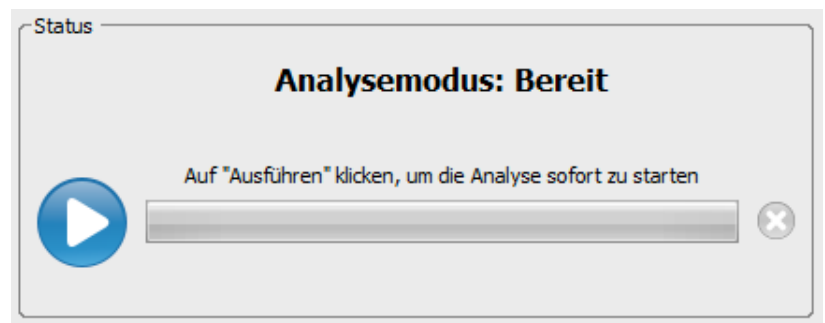 Status
Analysemodus: Bereit
Auf "Ausführen" klicken, um die Analyse sofort zu starten